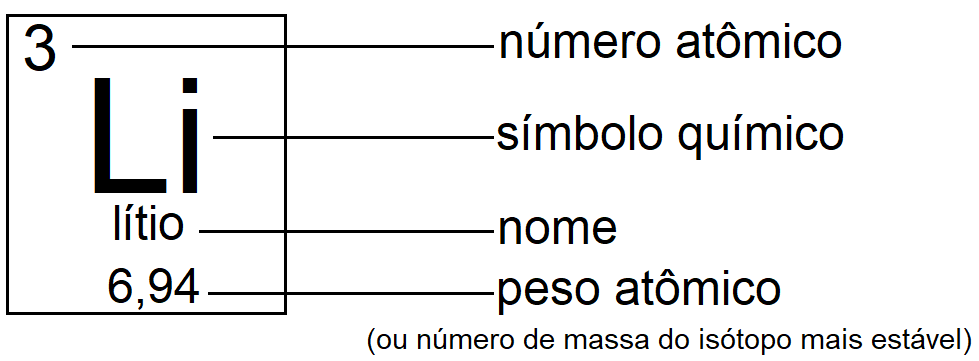 3 número atômico
Li símbolo químico
lítio nome
6,94 peso atômico
(ou número de massa do isótopo mais estável)